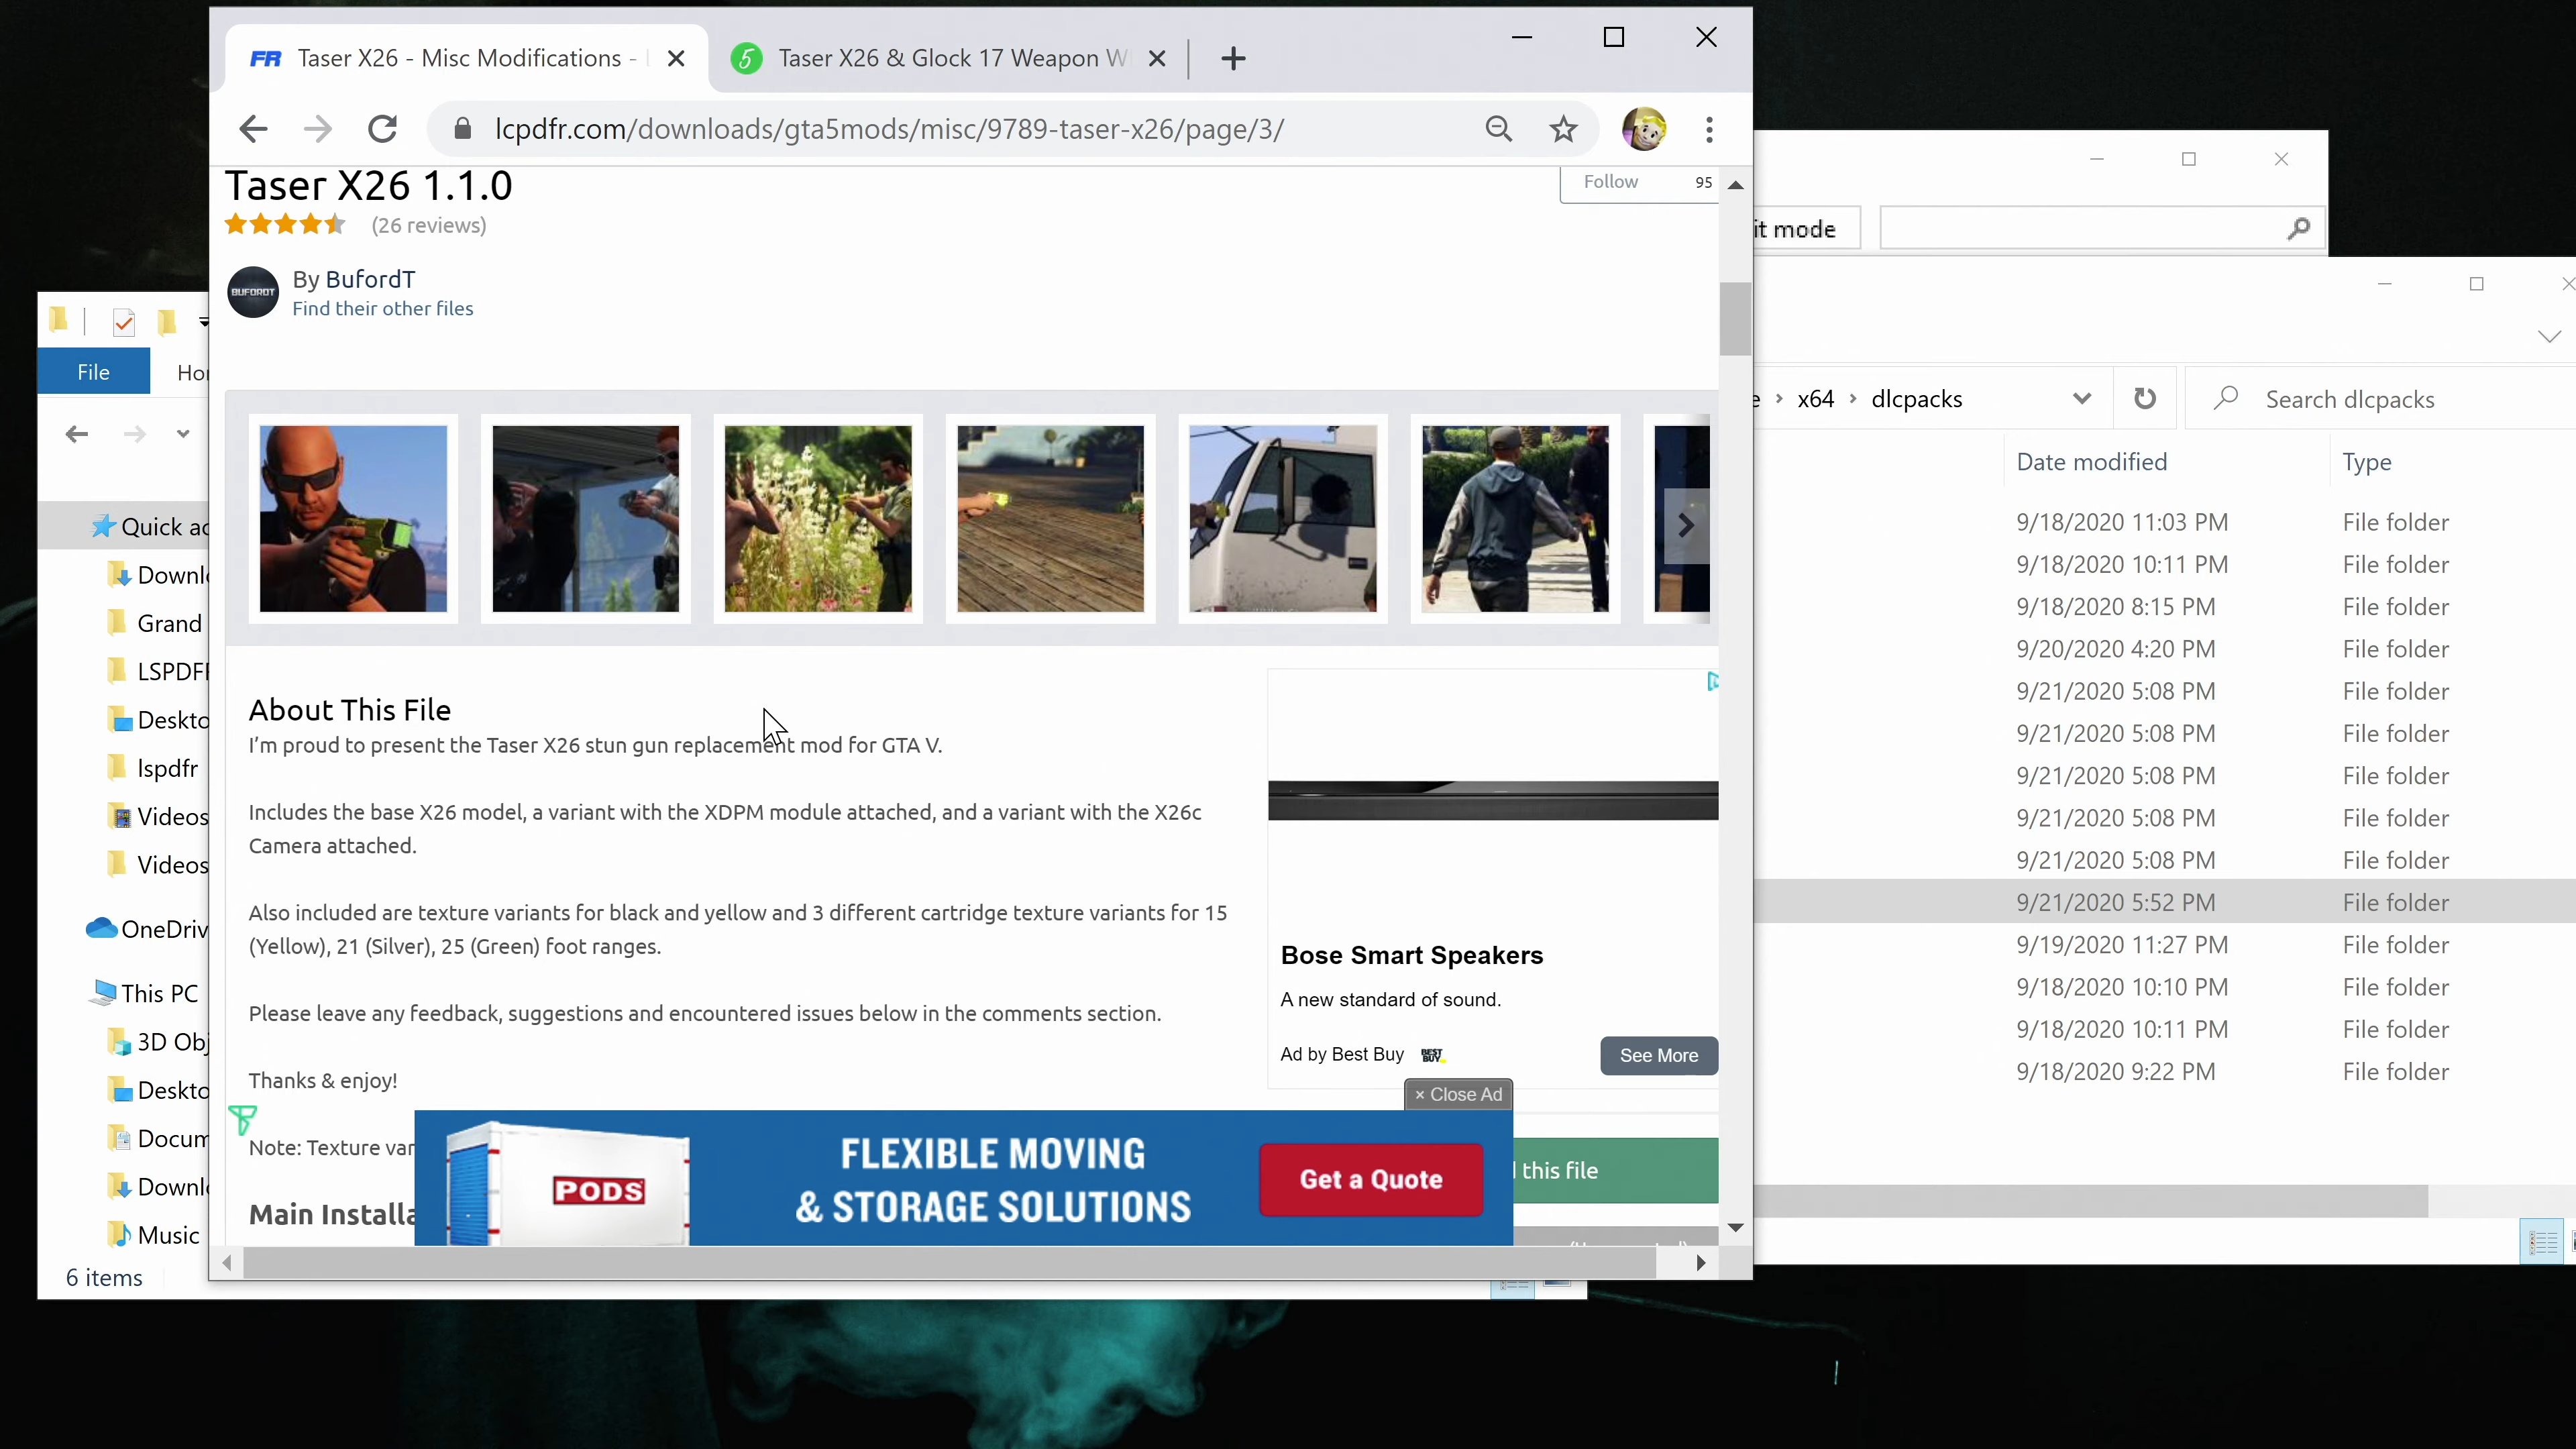 Taser X26 - Misc Modifications -
Taser X26 & Glock 17 Weapon W
lcpdfr.com/downloads/gta5mods/misc/9789-taser-x26/page/3/
Taser X26 1.1.0
Follow 95
(26 reviews)
BUFORDT
By BufordT
Find their other files
About This File
I'm proud to present the Taser X26 stun gun replacement mod for GTA V.
Includes the base X26 model, a variant with the XDPM module attached, and a variant with the X26c
Camera attached.
Also included are texture variants for black and yellow and 3 different cartridge texture variants for 15
(Yellow), 21 (Silver), 25 (Green) foot ranges.
Please leave any feedback, suggestions and encountered issues below in the comments section.
Thanks & enjoy!
Note: Texture var
Main Installa
Bose Smart Speakers
A new standard of sound.
Ad by Best Buy
BEST BUY
See More
× Close Ad
PODS
FLEXIBLE MOVING
& STORAGE SOLUTIONS
Get a Quote
this file
File
Hor
Quick ac
Downlo
Grand
LSPDFF
Deskto
lspdfr
Videos
Videos
OneDriv
This PC
3D Obj
Deskto
Docum
Downlo
Music
6 items
it mode
e › x64 › dlcpacks
Search dlcpacks
Date modified Type
9/18/2020 11:03 PM File folder
9/18/2020 10:11 PM File folder
9/18/2020 8:15 PM File folder
9/20/2020 4:20 PM File folder
9/21/2020 5:08 PM File folder
9/21/2020 5:08 PM File folder
9/21/2020 5:08 PM File folder
9/21/2020 5:08 PM File folder
9/21/2020 5:08 PM File folder
9/21/2020 5:52 PM File folder
9/19/2020 11:27 PM File folder
9/18/2020 10:10 PM File folder
9/18/2020 10:11 PM File folder
9/18/2020 9:22 PM File folder